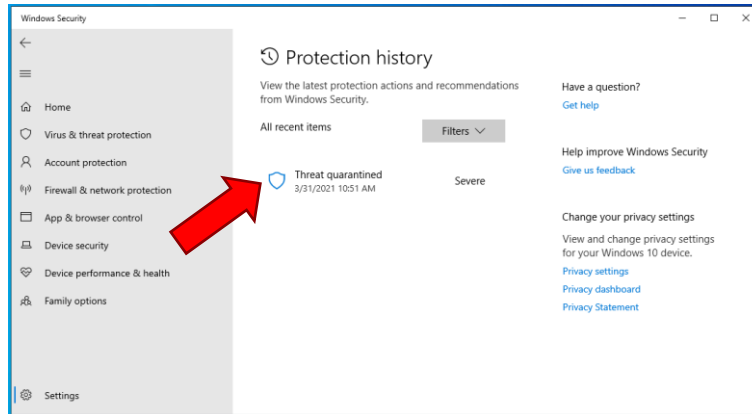 Windows Security
Home
Virus & threat protection
Account protection
Firewall & network protection
App & browser control
Device security
Device performance & health
Family options
Settings
Protection history
View the latest protection actions and recommendations
from Windows Security.
All recent items
Filters
Threat quarantined
3/31/2021 10:51 AM
Severe
Have a question?
Get help
Help improve Windows Security
Give us feedback
Change your privacy settings
View and change privacy settings
for your Windows 10 device.
Privacy settings
Privacy dashboard
Privacy Statement